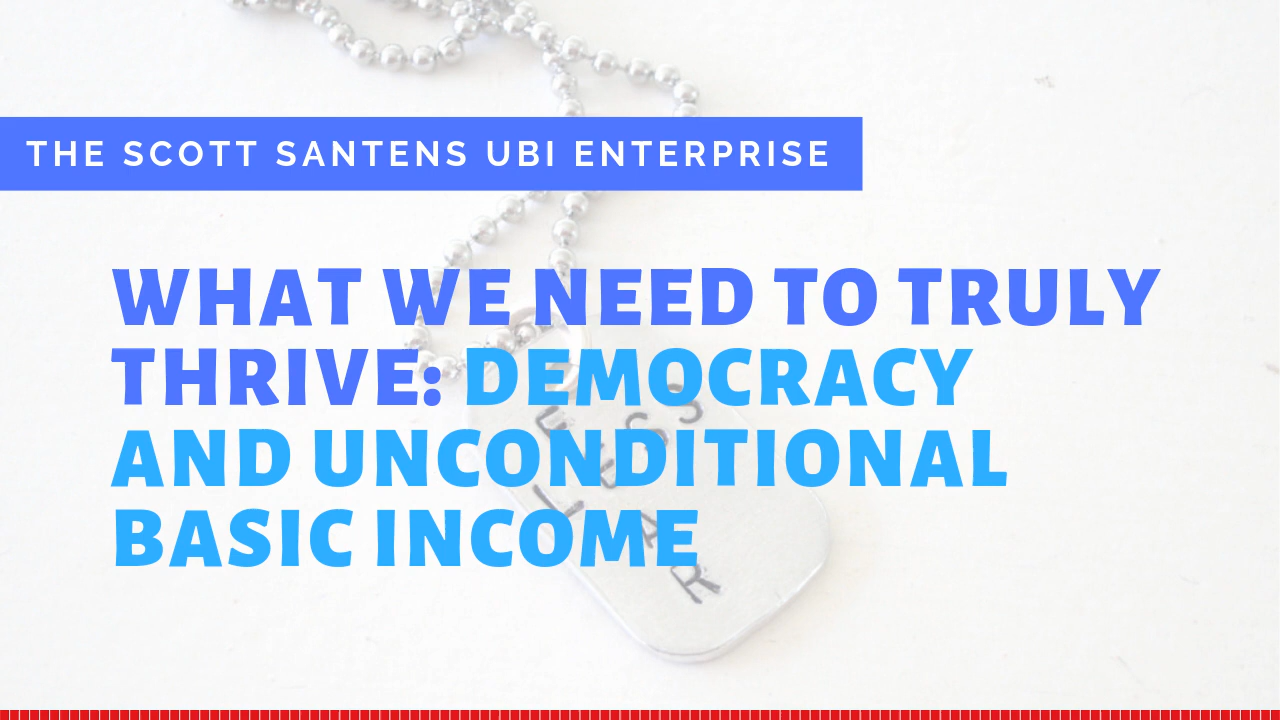 THE SCOTT SANTENS UBI ENTERPRISE
WHAT WE NEED TO TRULY
THRIVE: DEMOCRACY
AND UNCONDITIONAL
BASIC INCOME